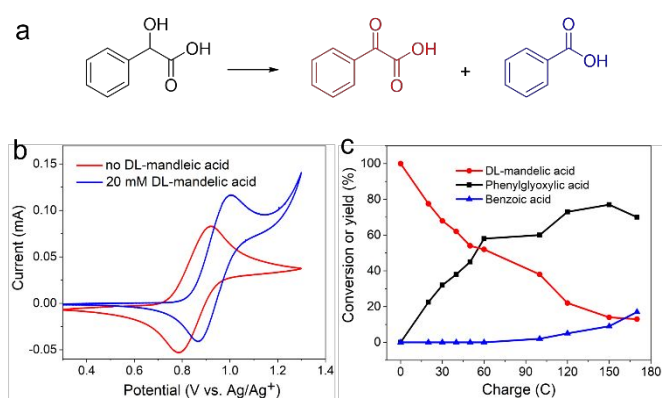 a
OH
OH
O
O
OH
O
+
O
OH
b
no DL-mandleic acid
20 mM DL-mandelic acid
0.15
0.10
0.05
0.00
-0.05
Current (mA)
0.4 0.6 0.8 1.0 1.2 1.4
Potential (V vs. Ag/Ag+)
c
DL-mandelic acid
Phenylglyoxylic acid
Benzoic acid
100
80
60
40
20
0
Conversion or yield (%)
0 30 60 90 120 150 180
Charge (C)